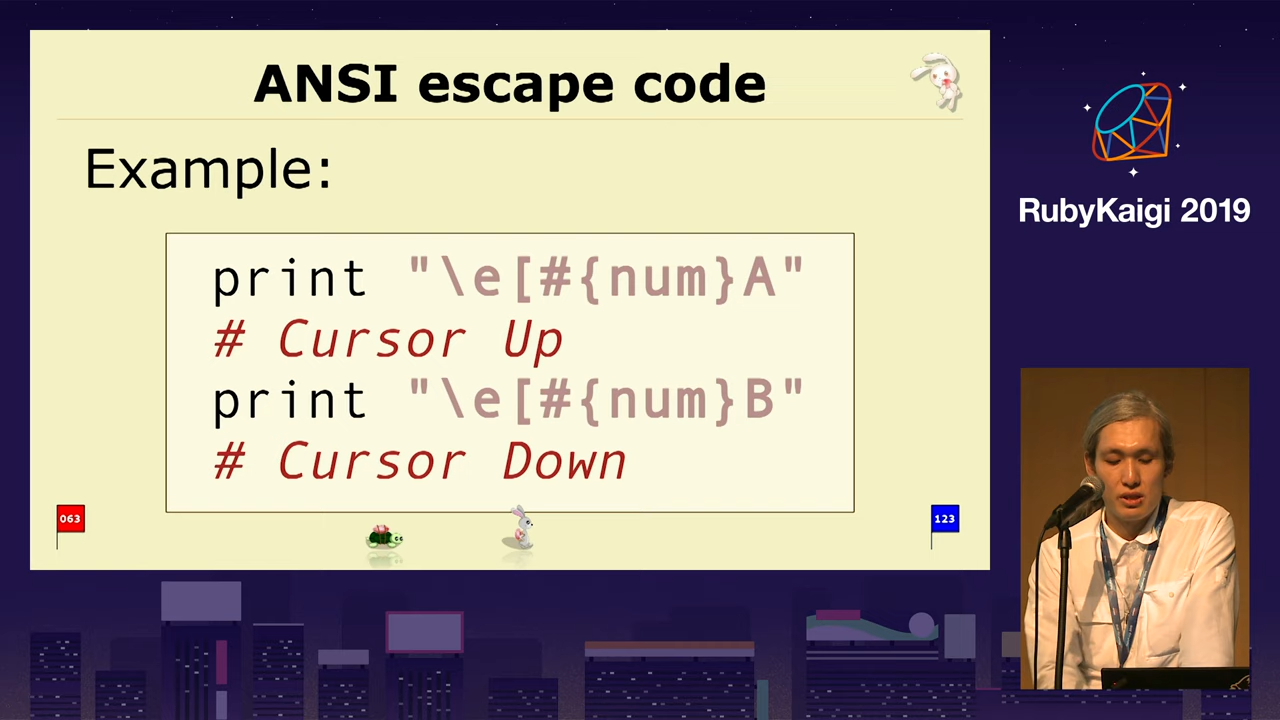 ANSI escape code
Example:
print "\e[#{num}A"
# Cursor Up
print "\e[#{num}B"
# Cursor Down
063
123
RubyKaigi 2019